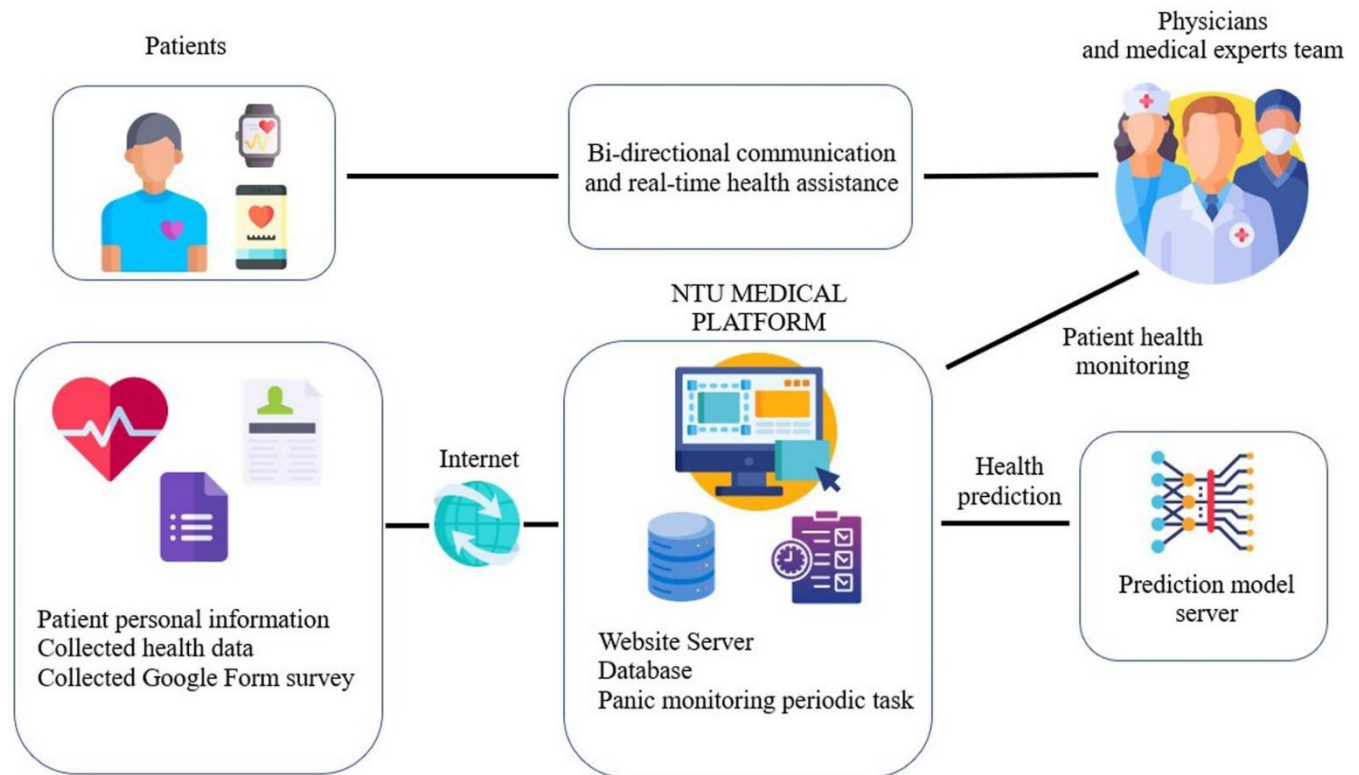 Patients
Physicians
and medical experts team
Bi-directional communication
and real-time health assistance
NTU MEDICAL
PLATFORM
Patient health
monitoring
Internet
Health
prediction
Patient personal information
Collected health data
Collected Google Form survey
Website Server
Database
Panic monitoring periodic task
Prediction model
server